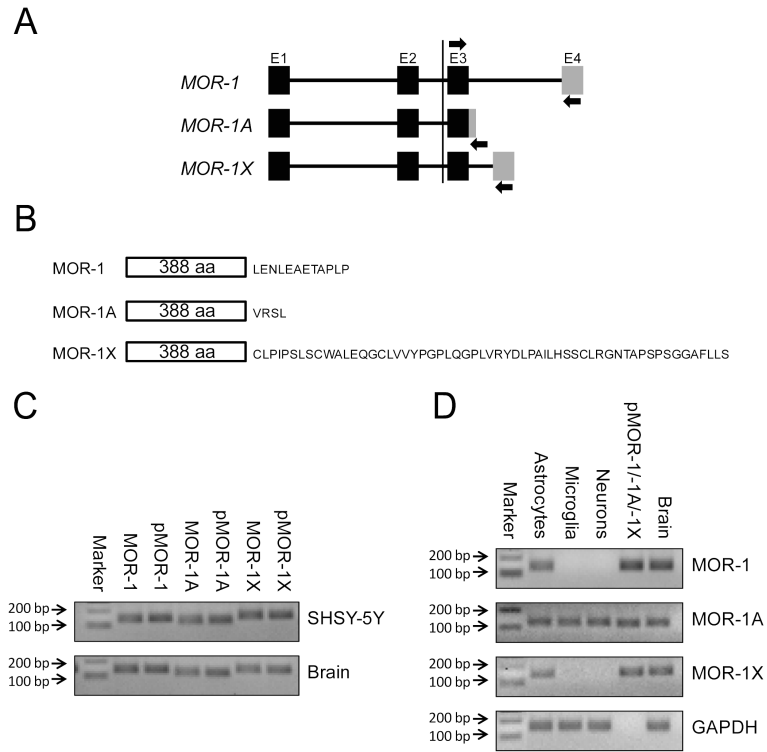 A
E1 E2 E3 E4
MOR-1
MOR-1A
MOR-1X
B
MOR-1 388 aa LENLEAETAPLP
MOR-1A 388 aa VRSL
MOR-1X 388 aa CLPIPSLSCWALEQGCLVVYPGPLQGPLVRYDLPAILHSSCLRGNTAPSPSGGAFLLS
C
Marker MOR-1 pMOR-1 MOR-1A pMOR-1A MOR-1X pMOR-1X
200 bp
100 bp
SHSY-5Y
200 bp
100 bp
Brain
D
Marker Astrocytes Microglia Neurons pMOR-1/-1A/-1X Brain
200 bp
100 bp
MOR-1
200 bp
100 bp
MOR-1A
200 bp
100 bp
MOR-1X
200 bp
100 bp
GAPDH